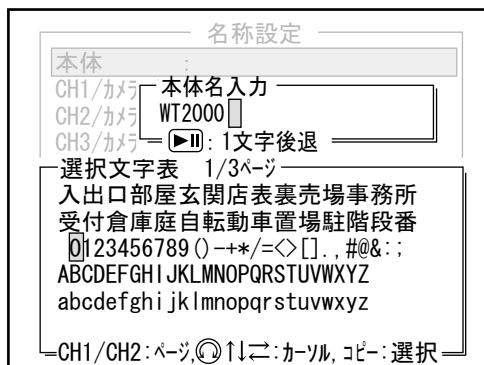 名称設定
本体 :
CH1/カメラ
本体名入力
CH2/カメラ
WT2000
CH3/カメラ
: 1文字後退
選択文字表 1/3ページ
入出口部屋玄関店表裏売場事務所
受付倉庫庭自転動車置場駐階段番
0123456789()-+*/=<>[].,#@&:;
ABCDEFGHIJKLMNOPQRSTUVWXYZ
abcdefghijklmnopqrstuvwxyz
CH1/CH2:ページ,↑↓⇄:カーソル,コピー:選択